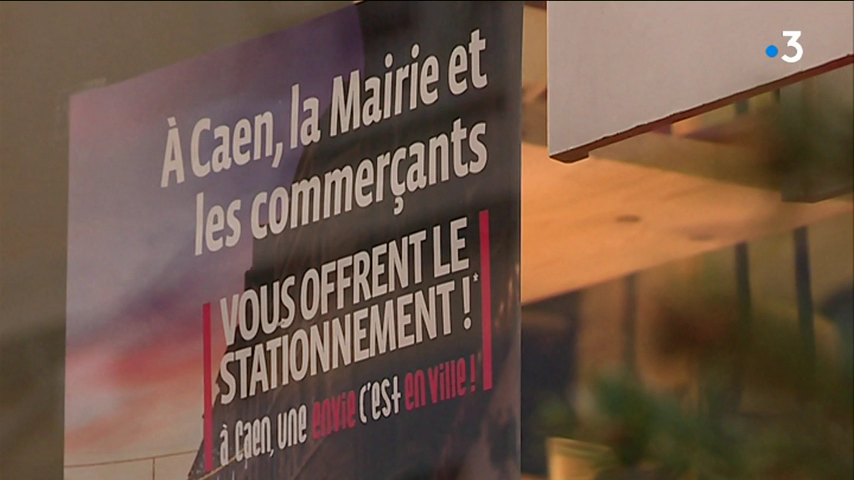 •3
À Caen, la Mairie et
les commerçants
VOUS OFFRENT LE
STATIONNEMENT !*
à Caen, une envie c'est en ville !